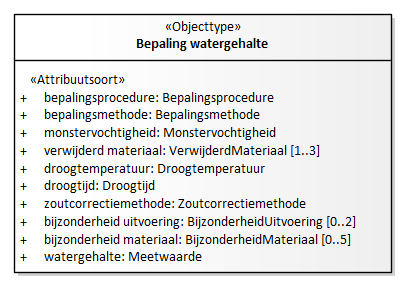 «Objecttype»
Bepaling watergehalte
«Attribuutsoort»
+ bepalingsprocedure: Bepalingsprocedure
+ bepalingsmethode: Bepalingsmethode
+ monstervochtigheid: Monstervochtigheid
+ verwijderd materiaal: VerwijderdMateriaal [1..3]
+ droogtemperatuur: Droogtemperatuur
+ droogtijd: Droogtijd
+ zoutcorrectiemethode: Zoutcorrectiemethode
+ bijzonderheid uitvoering: BijzonderheidUitvoering [0..2]
+ bijzonderheid materiaal: BijzonderheidMateriaal [0..5]
+ watergehalte: Meetwaarde